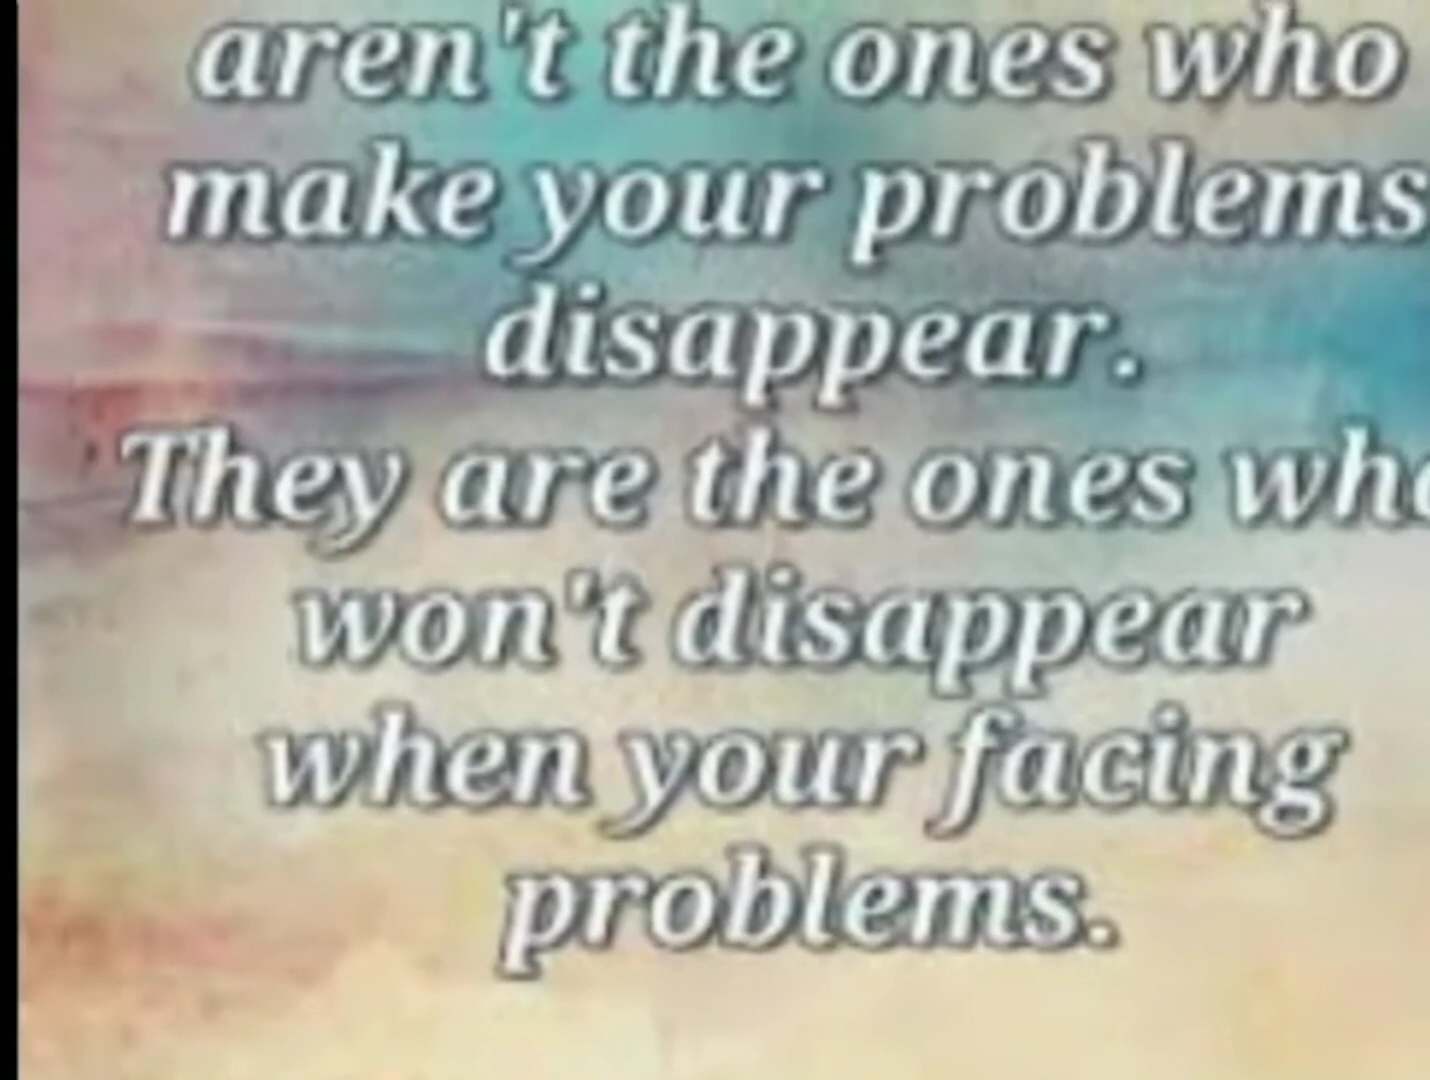 aren't the ones who
make your problems
disappear.
They are the ones who
won't disappear
when your facing
problems.